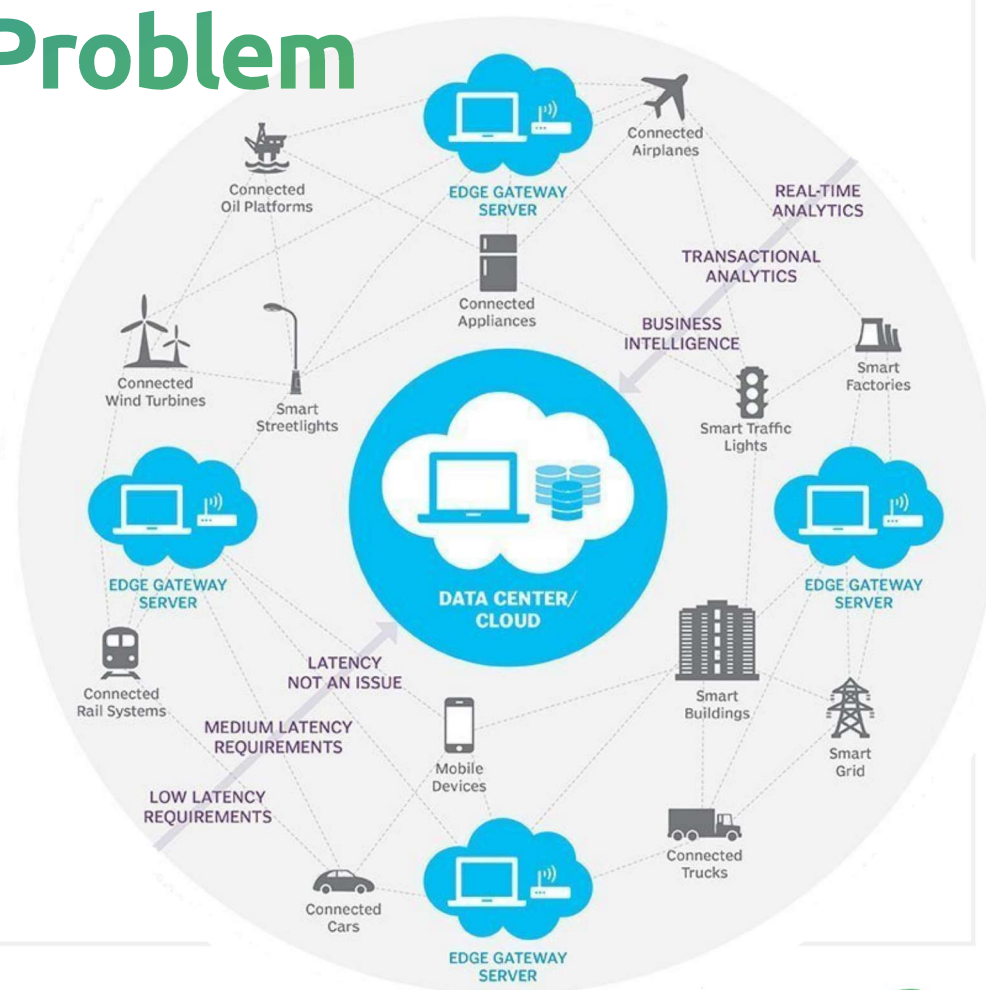 Problem
Connected
Airplanes
Connected
Oil Platforms
EDGE GATEWAY
SERVER
REAL-TIME
ANALYTICS
TRANSACTIONAL
ANALYTICS
Connected
Appliances
BUSINESS
INTELLIGENCE
Connected
Wind Turbines
Smart
Streetlights
Smart
Factories
Smart Traffic
Lights
EDGE GATEWAY
SERVER
DATA CENTER/
CLOUD
EDGE GATEWAY
SERVER
LATENCY
NOT AN ISSUE
Connected
Rail Systems
Smart
Buildings
MEDIUM LATENCY
REQUIREMENTS
Mobile
Devices
Smart
Grid
LOW LATENCY
REQUIREMENTS
Connected
Trucks
Connected
Cars
EDGE GATEWAY
SERVER